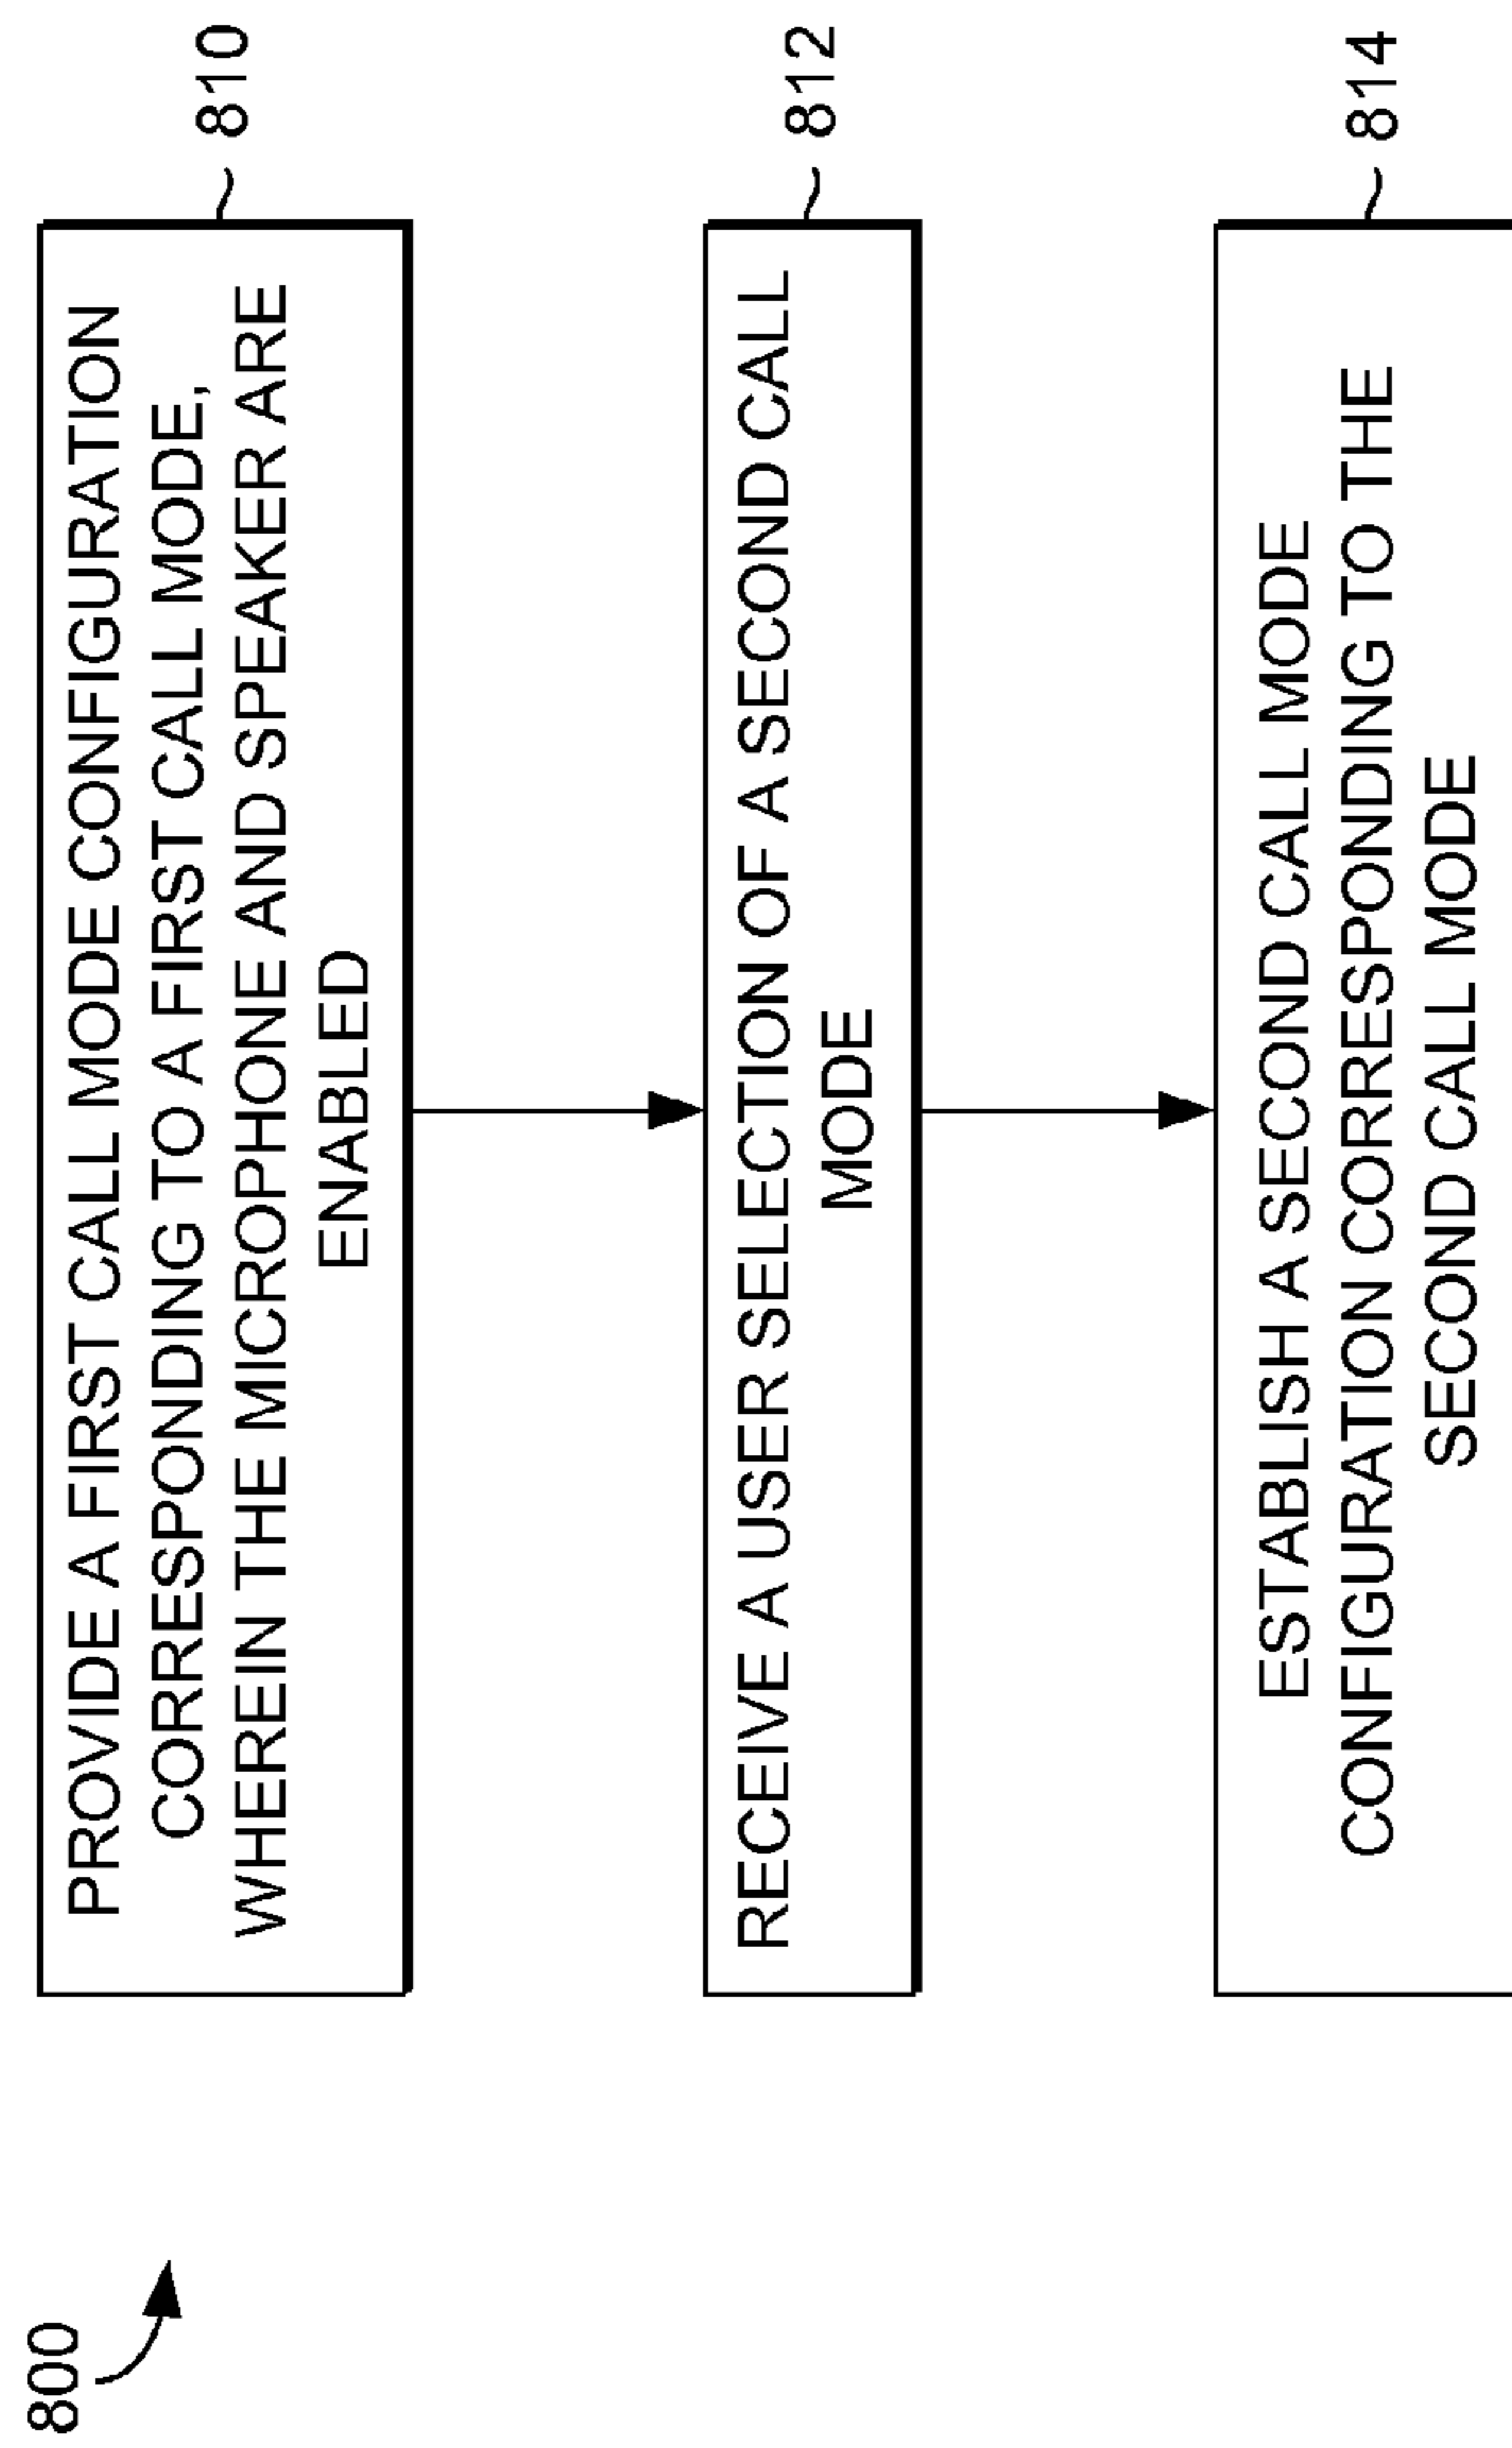 800
PROVIDE A FIRST CALL MODE CONFIGURATION
CORRESPONDING TO A FIRST CALL MODE,
WHEREIN THE MICROPHONE AND SPEAKER ARE
ENABLED
810
RECEIVE A USER SELECTION OF A SECOND CALL
MODE
812
ESTABLISH A SECOND CALL MODE
CONFIGURATION CORRESPONDING TO THE
SECOND CALL MODE
814